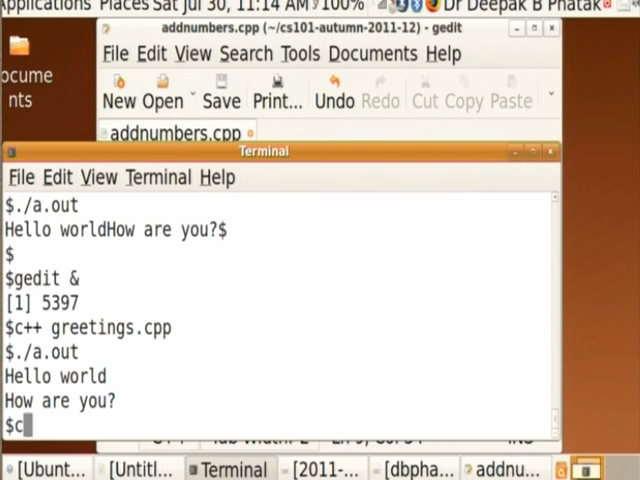 Applications Places Sat Jul 30, 11:14 AM 100% Dr Deepak B Phatak
addnumbers.cpp (~/cs101-autumn-2011-12) - gedit
File Edit View Search Tools Documents Help
New Open Save Print... Undo Redo Cut Copy Paste
addnumbers.cpp
ocume
nts
Terminal
File Edit View Terminal Help
$./a.out
Hello worldHow are you?$
$
$gedit &
[1] 5397
$c++ greetings.cpp
$./a.out
Hello world
How are you?
$c
[Ubunt... [Untitl... Terminal [2011-... [dbpha... addnu...